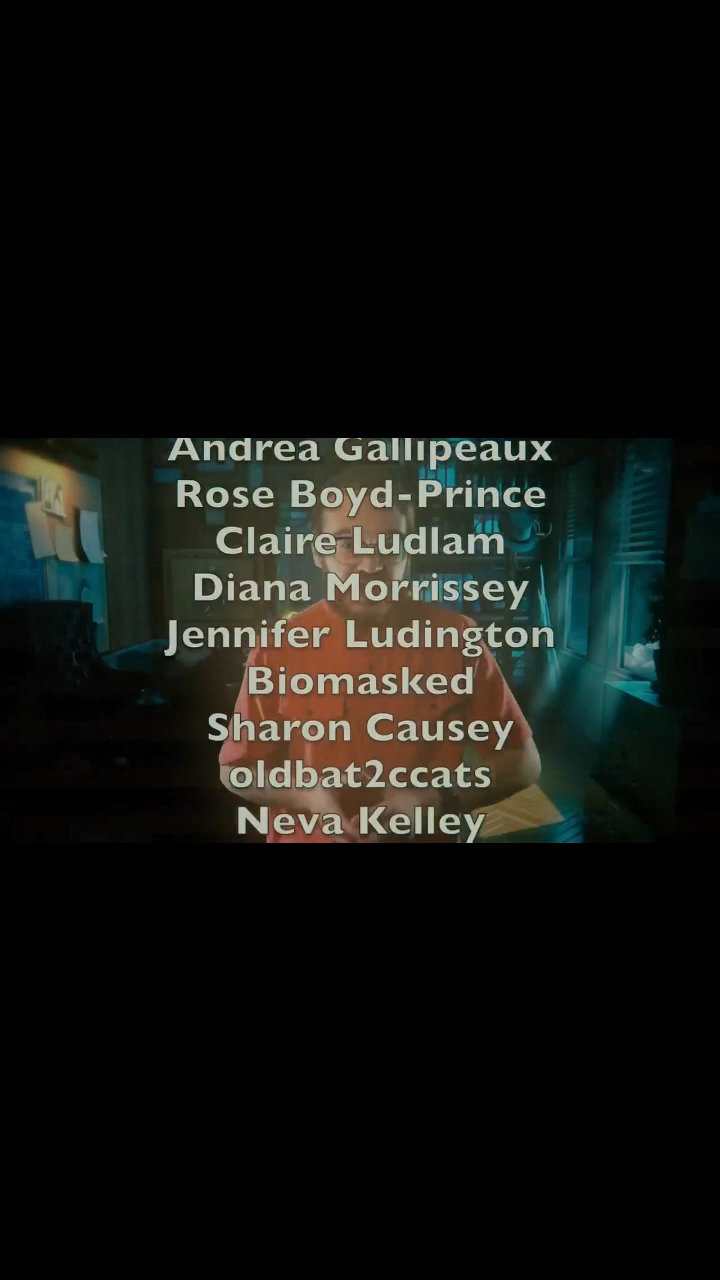 Andrea Gallipeaux
Rose Boyd-Prince
Claire Ludlam
Diana Morrissey
Jennifer Ludington
Biomasked
Sharon Causey
oldbat2ccats
Neva Kelley